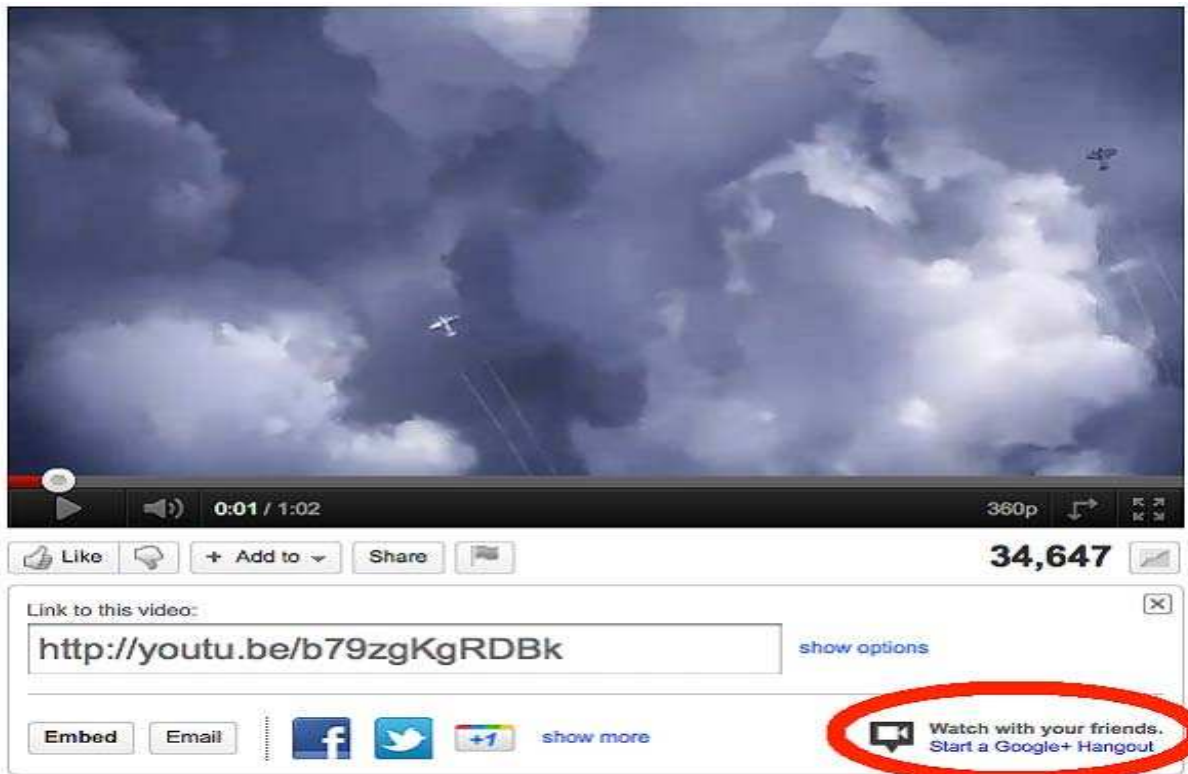 0:01 / 1:02
360p
Like
+ Add to
Share
34,647
Link to this video:
http://youtu.be/b79zgKgRDBk
show options
Embed
Email
f
+1
show more
Watch with your friends.
Start a Google+ Hangout